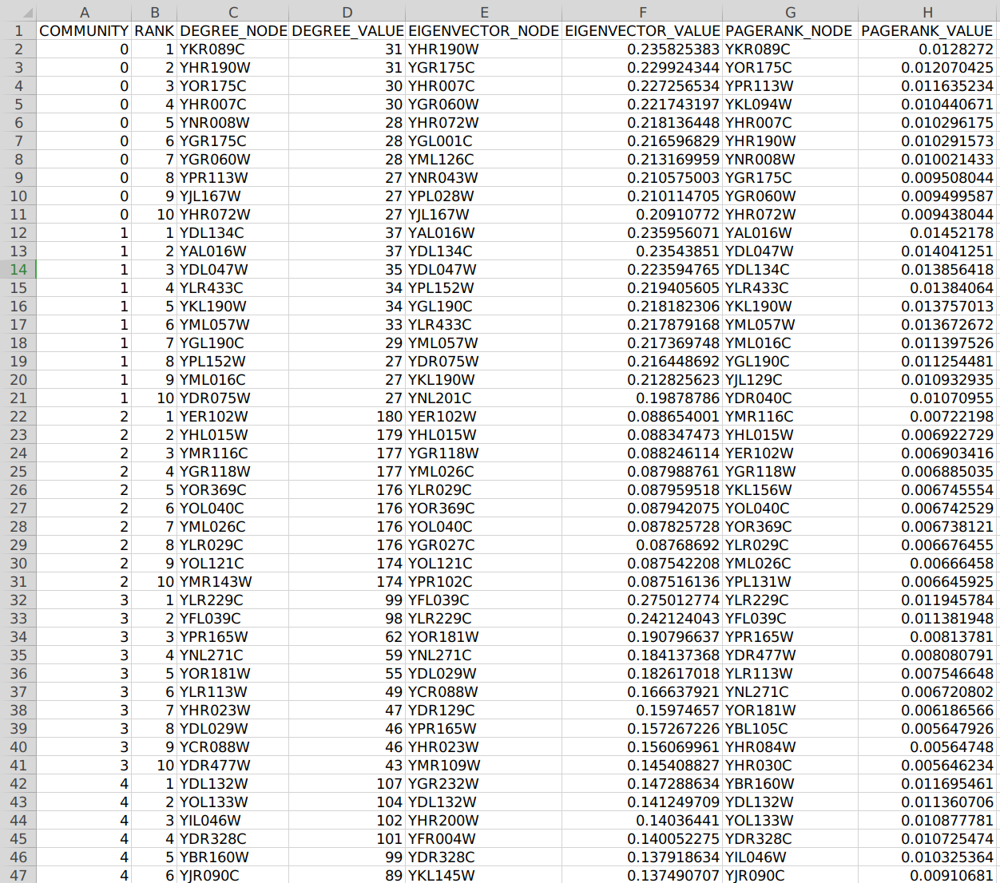 A B C D E F G H
1 COMMUNITY RANK DEGREE_NODE DEGREE_VALUE EIGENVECTOR_NODE EIGENVECTOR_VALUE PAGERANK_NODE PAGERANK_VALUE
2 0 1 YKR089C 31 YHR190W 0.235825383 YKR089C 0.0128272
3 0 2 YHR190W 31 YGR175C 0.229924344 YOR175C 0.012070425
4 0 3 YOR175C 30 YHR007C 0.227256534 YPR113W 0.011635234
5 0 4 YHR007C 30 YGR060W 0.221743197 YKL094W 0.010440671
6 0 5 YNR008W 28 YHR072W 0.218136448 YHR007C 0.010296175
7 0 6 YGR175C 28 YGL001C 0.216596829 YHR190W 0.010291573
8 0 7 YGR060W 28 YML126C 0.213169959 YNR008W 0.010021433
9 0 8 YPR113W 27 YNR043W 0.210575003 YGR175C 0.009508044
10 0 9 YJL167W 27 YPL028W 0.210114705 YGR060W 0.009499587
11 0 10 YHR072W 27 YJL167W 0.20910772 YHR072W 0.009438044
12 1 1 YDL134C 37 YAL016W 0.235956071 YAL016W 0.01452178
13 1 2 YAL016W 37 YDL134C 0.23543851 YDL047W 0.014041251
14 1 3 YDL047W 35 YDL047W 0.223594765 YDL134C 0.013856418
15 1 4 YLR433C 34 YPL152W 0.219405605 YLR433C 0.01384064
16 1 5 YKL190W 34 YGL190C 0.218182306 YKL190W 0.013757013
17 1 6 YML057W 33 YLR433C 0.217879168 YML057W 0.013672672
18 1 7 YGL190C 29 YML057W 0.217369748 YML016C 0.011397526
19 1 8 YPL152W 27 YDR075W 0.216448692 YGL190C 0.011254481
20 1 9 YML016C 27 YKL190W 0.212825623 YJL129C 0.010932935
21 1 10 YDR075W 27 YNL201C 0.19878786 YDR040C 0.01070955
22 2 1 YER102W 180 YER102W 0.088654001 YMR116C 0.00722198
23 2 2 YHL015W 179 YHL015W 0.088347473 YHL015W 0.006922729
24 2 3 YMR116C 177 YGR118W 0.088246114 YER102W 0.006903416
25 2 4 YGR118W 177 YML026C 0.087988761 YGR118W 0.006885035
26 2 5 YOR369C 176 YLR029C 0.087959518 YKL156W 0.006745554
27 2 6 YOL040C 176 YOR369C 0.087942075 YOL040C 0.006742529
28 2 7 YML026C 176 YOL040C 0.087825728 YOR369C 0.006738121
29 2 8 YLR029C 176 YGR027C 0.08768692 YLR029C 0.006676455
30 2 9 YOL121C 174 YOL121C 0.087542208 YML026C 0.00666458
31 2 10 YMR143W 174 YPR102C 0.087516136 YPL131W 0.006645925
32 3 1 YLR229C 99 YFL039C 0.275012774 YLR229C 0.011945784
33 3 2 YFL039C 98 YLR229C 0.242124043 YFL039C 0.011381948
34 3 3 YPR165W 62 YOR181W 0.190796637 YPR165W 0.00813781
35 3 4 YNL271C 59 YNL271C 0.184137368 YDR477W 0.008080791
36 3 5 YOR181W 55 YDL029W 0.182617018 YLR113W 0.007546648
37 3 6 YLR113W 49 YCR088W 0.166637921 YNL271C 0.006720802
38 3 7 YHR023W 47 YDR129C 0.15974657 YOR181W 0.006186566
39 3 8 YDL029W 46 YPR165W 0.157267226 YBL105C 0.005647926
40 3 9 YCR088W 46 YHR023W 0.156069961 YHR084W 0.00564748
41 3 10 YDR477W 43 YMR109W 0.145408827 YHR030C 0.005646234
42 4 1 YDL132W 107 YGR232W 0.147288634 YBR160W 0.011695461
43 4 2 YOL133W 104 YDL132W 0.141249709 YDL132W 0.011360706
44 4 3 YIL046W 102 YHR200W 0.14036441 YOL133W 0.010877781
45 4 4 YDR328C 101 YFR004W 0.140052275 YDR328C 0.010725474
46 4 5 YBR160W 99 YDR328C 0.137918634 YIL046W 0.010325364
47 4 6 YJR090C 89 YKL145W 0.137490707 YJR090C 0.00910681